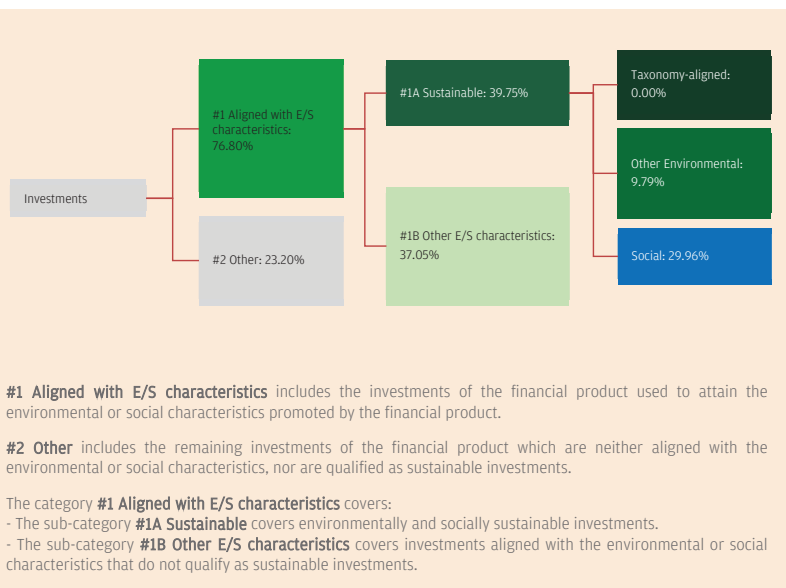 Investments
#1 Aligned with E/S
characteristics:
76.80%
#2 Other: 23.20%
#1A Sustainable: 39.75%
#1B Other E/S characteristics:
37.05%
Taxonomy-aligned:
0.00%
Other Environmental:
9.79%
Social: 29.96%
#1 Aligned with E/S characteristics includes the investments of the financial product used to attain the
environmental or social characteristics promoted by the financial product.
#2 Other includes the remaining investments of the financial product which are neither aligned with the
environmental or social characteristics, nor are qualified as sustainable investments.
The category #1 Aligned with E/S characteristics covers:
- The sub-category #1A Sustainable covers environmentally and socially sustainable investments.
- The sub-category #1B Other E/S characteristics covers investments aligned with the environmental or social
characteristics that do not qualify as sustainable investments.